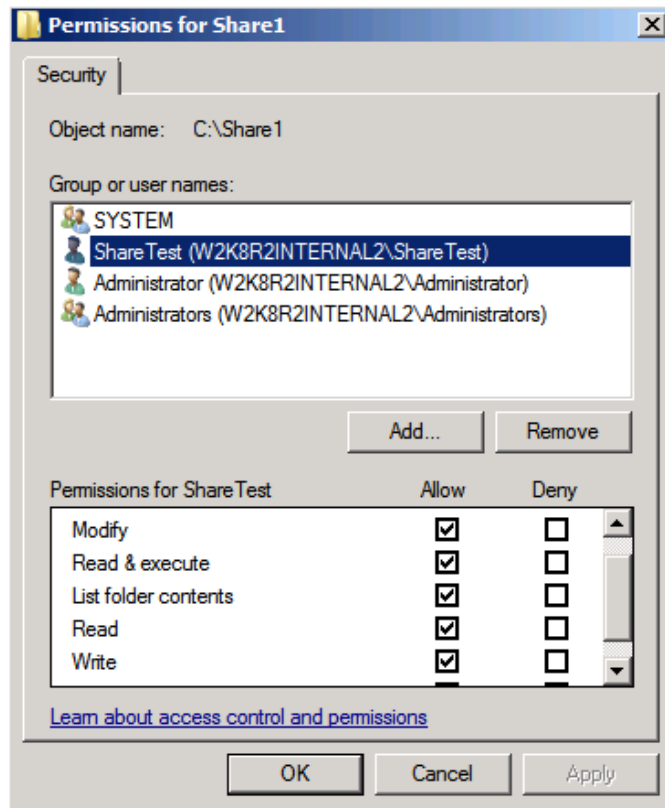 Permissions for Share1
Security
Object name: C:\Share1
Group or user names:
SYSTEM
ShareTest (W2K8R2INTERNAL2\ShareTest)
Administrator (W2K8R2INTERNAL2\Administrator)
Administrators (W2K8R2INTERNAL2\Administrators)
Add... Remove
Permissions for ShareTest Allow Deny
Modify
Read & execute
List folder contents
Read
Write
Learn about access control and permissions
OK Cancel Apply